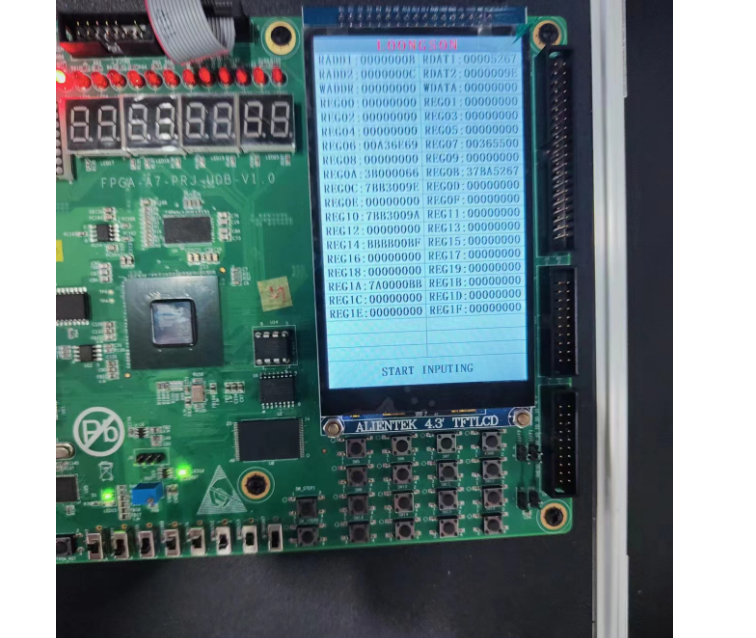 LOONGSON
RADD1:0000000B RDAT1:00005267
RADD2:0000000C RDAT2:0000009E
WADDR:00000000 WDATA:00000000
REG00:00000000 REG01:00000000
REG02:00000000 REG03:00000000
REG04:00000000 REG05:00000000
REG06:00A36E69 REG07:00365500
REG08:00000000 REG09:00000000
REG0A:3B000066 REG0B:37BA5267
REG0C:7BB3009E REG0D:00000000
REG0E:00000000 REG0F:00000000
REG10:7BB3009A REG11:00000000
REG12:00000000 REG13:00000000
REG14:BBBB00BF REG15:00000000
REG16:00000000 REG17:00000000
REG18:00000000 REG19:00000000
REG1A:7A0000BB REG1B:00000000
REG1C:00000000 REG1D:00000000
REG1E:00000000 REG1F:00000000
START INPUTING
ALIENTEK 4.3' TFTLCD
FPGA-A7-PRJ-UDB-V1.0
Pb